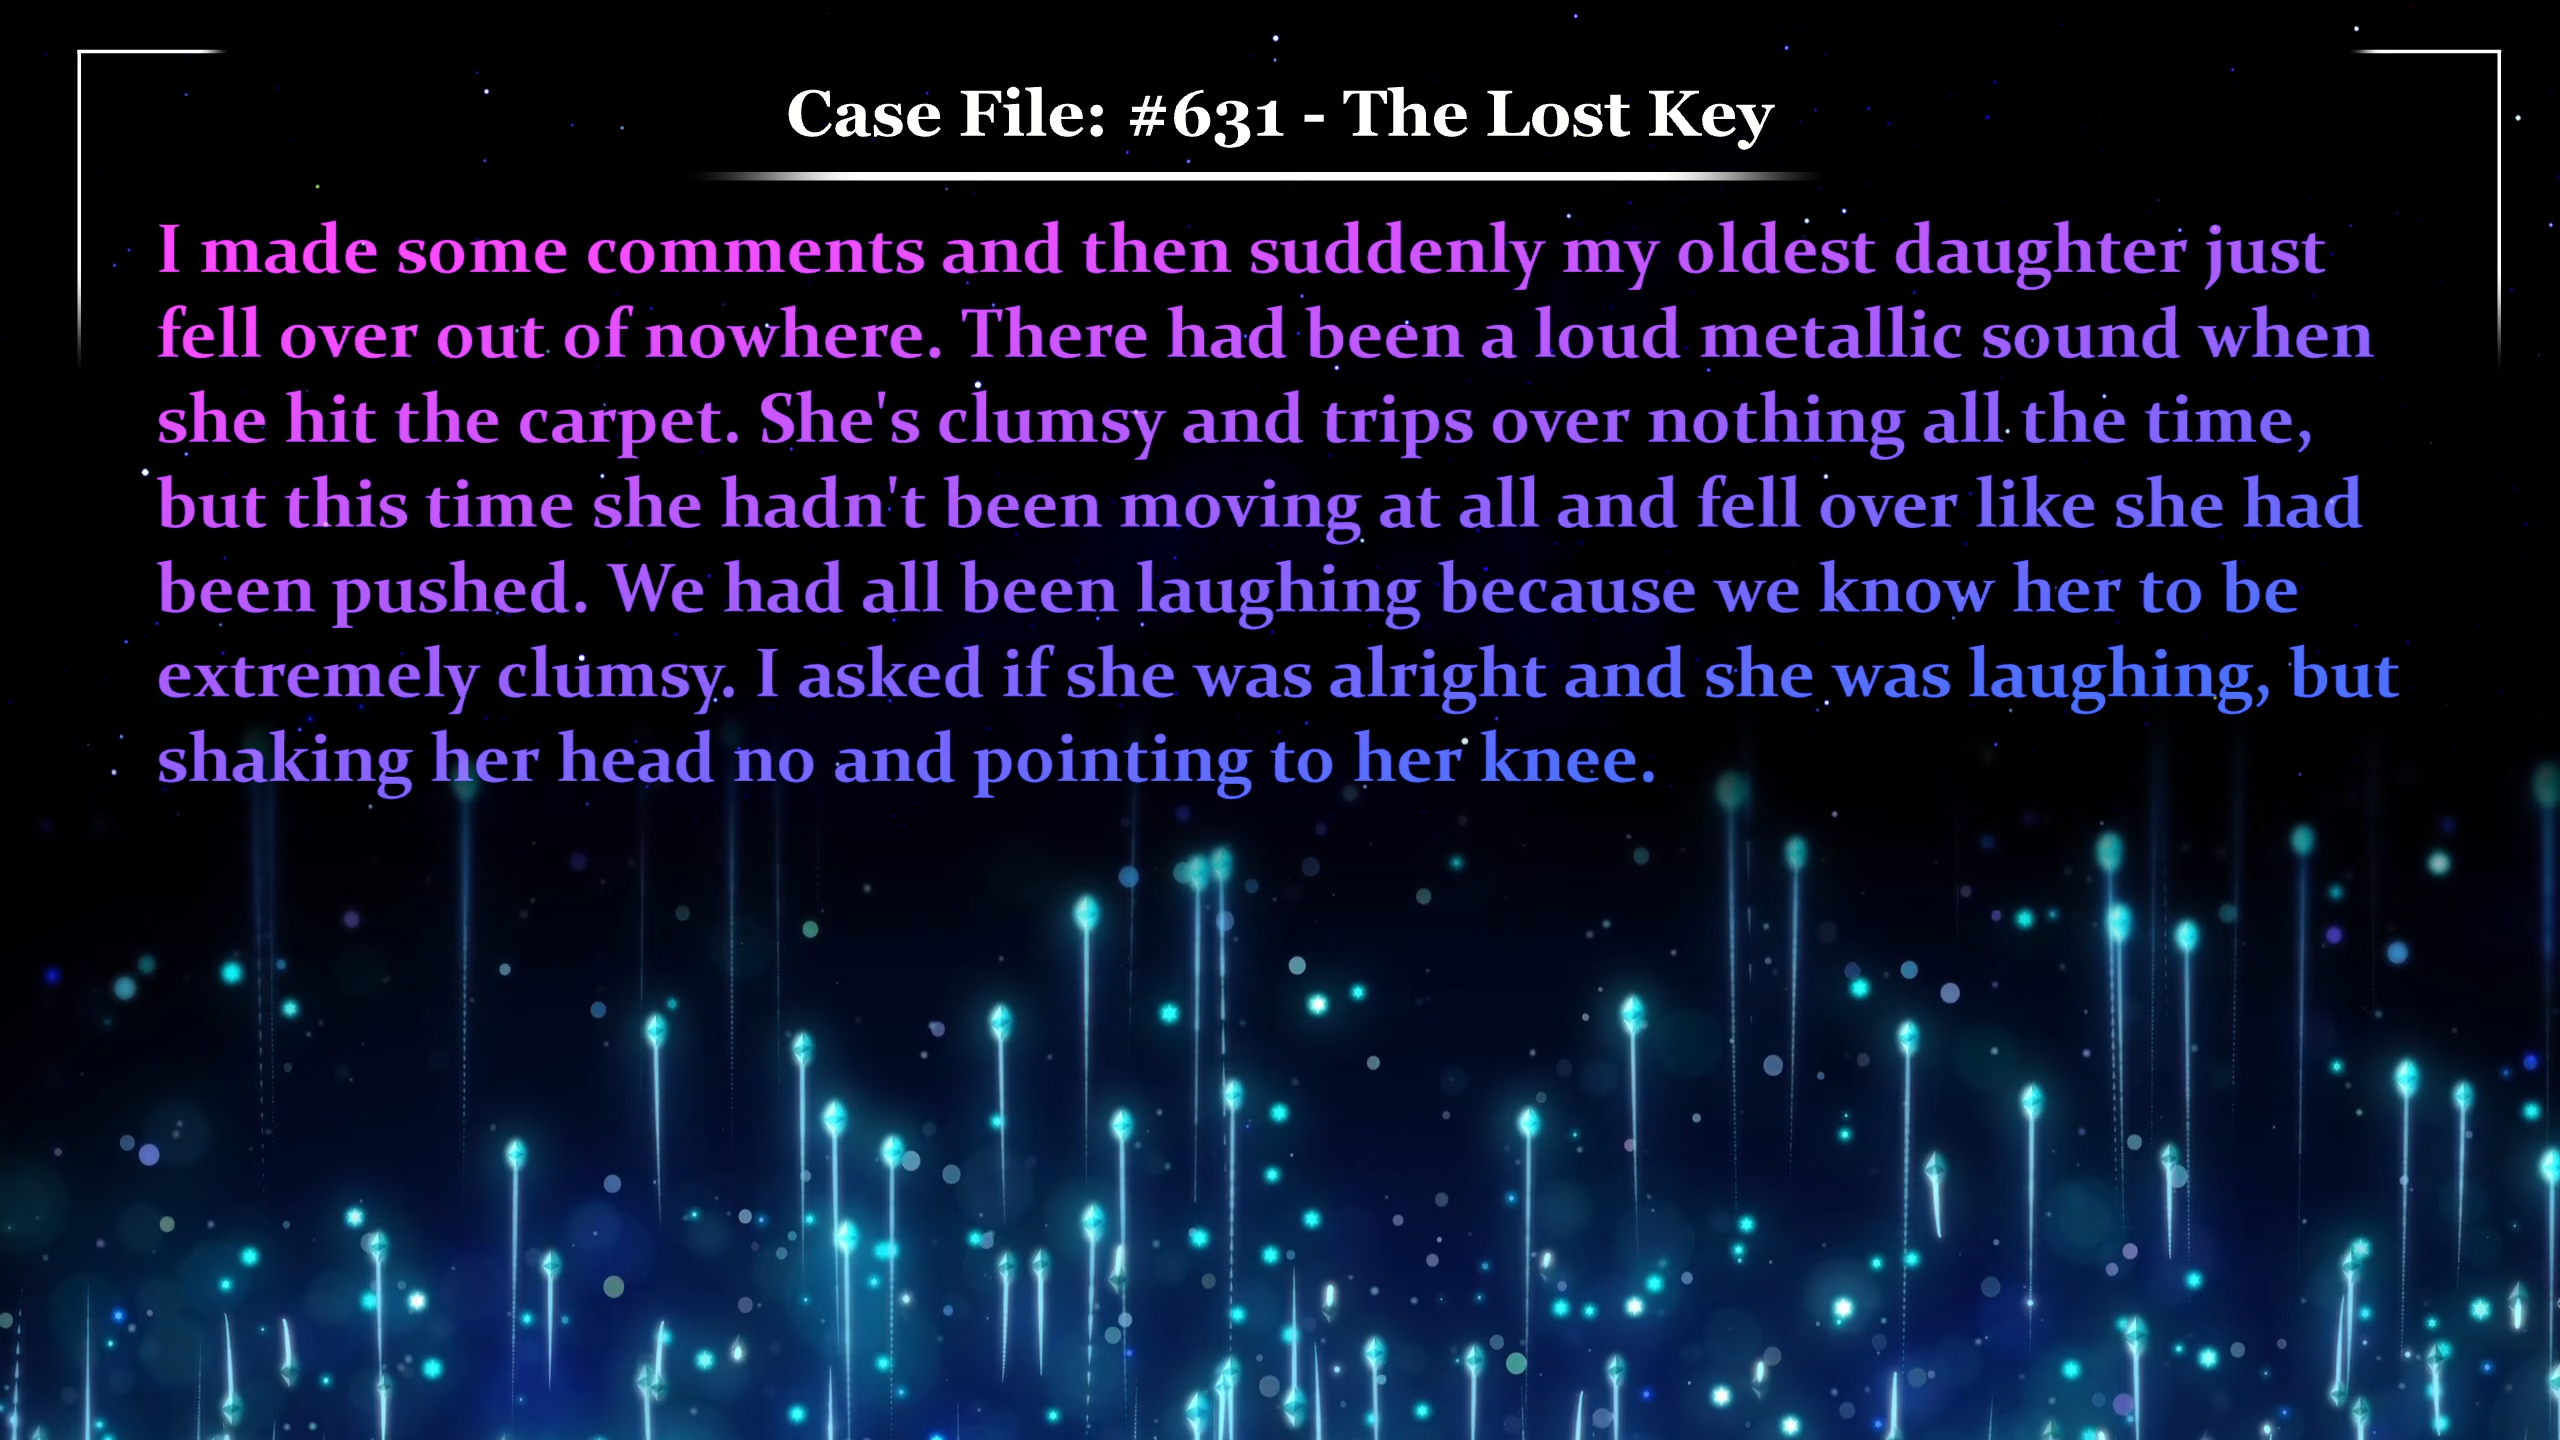 Case File: #631 - The Lost Key
I made some comments and then suddenly my oldest daughter just
fell over out of nowhere. There had been a loud metallic sound when
she hit the carpet. She's clumsy and trips over nothing all the time,
but this time she hadn't been moving at all and fell over like she had
been pushed. We had all been laughing because we know her to be
extremely clumsy. I asked if she was alright and she was laughing, but
shaking her head no and pointing to her knee.